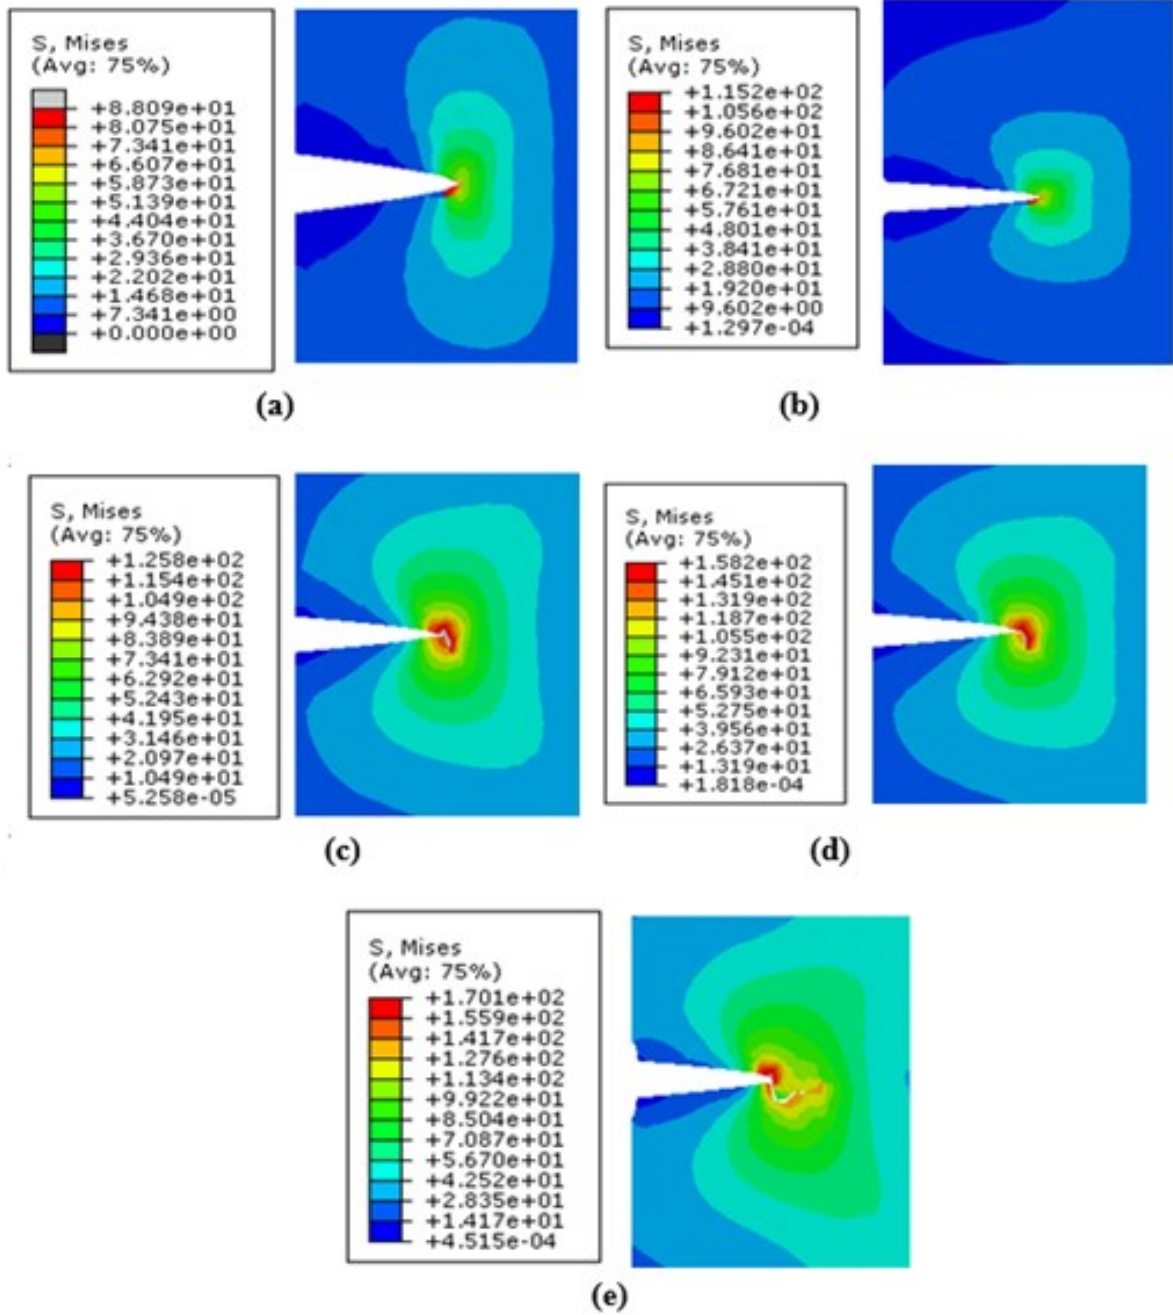 S, Mises
(Avg: 75%)
+8.809e+01
+8.075e+01
+7.341e+01
+6.607e+01
+5.873e+01
+5.139e+01
+4.404e+01
+3.670e+01
+2.936e+01
+2.202e+01
+1.468e+01
+7.341e+00
+0.000e+00
(a)
S, Mises
(Avg: 75%)
+1.152e+02
+1.056e+02
+9.602e+01
+8.641e+01
+7.681e+01
+6.721e+01
+5.761e+01
+4.801e+01
+3.841e+01
+2.880e+01
+1.920e+01
+9.602e+00
+1.297e-04
(b)
S, Mises
(Avg: 75%)
+1.258e+02
+1.154e+02
+1.049e+02
+9.438e+01
+8.389e+01
+7.341e+01
+6.292e+01
+5.243e+01
+4.195e+01
+3.146e+01
+2.097e+01
+1.049e+01
+5.258e-05
(c)
S, Mises
(Avg: 75%)
+1.582e+02
+1.451e+02
+1.319e+02
+1.187e+02
+1.055e+02
+9.231e+01
+7.912e+01
+6.593e+01
+5.275e+01
+3.956e+01
+2.637e+01
+1.319e+01
+1.818e-04
(d)
S, Mises
(Avg: 75%)
+1.701e+02
+1.559e+02
+1.417e+02
+1.276e+02
+1.134e+02
+9.922e+01
+8.504e+01
+7.087e+01
+5.670e+01
+4.252e+01
+2.835e+01
+1.417e+01
+4.515e-04
(e)